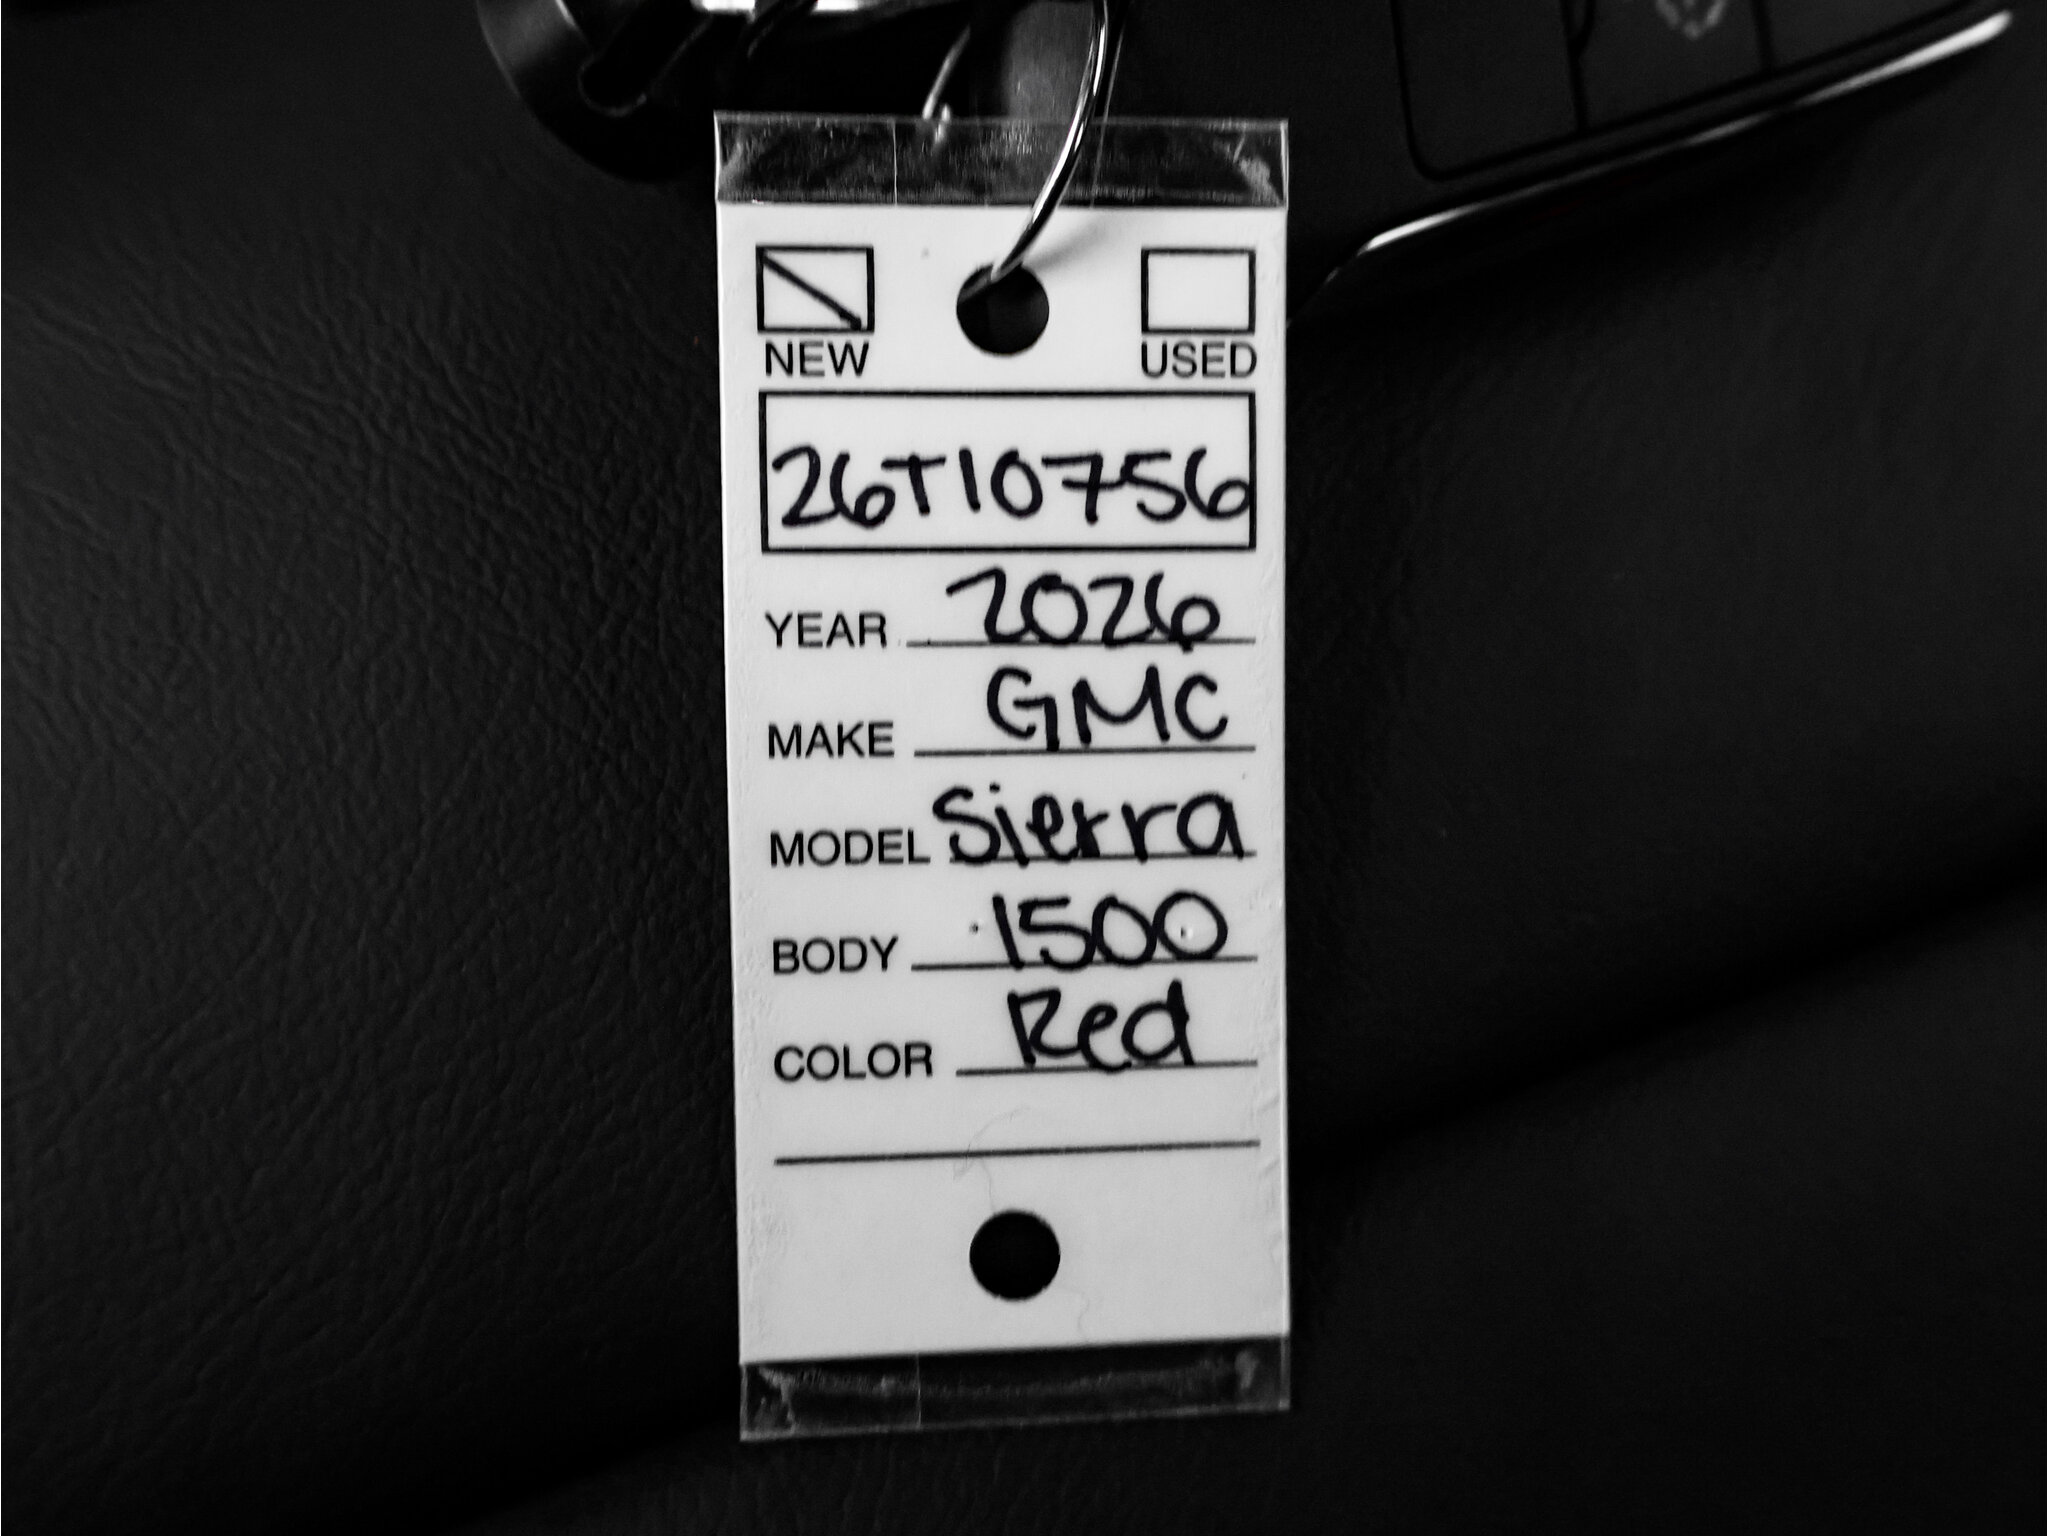 NEW USED
26T10756
YEAR 2026
MAKE GMC
MODEL Sierra
BODY 1500
COLOR Red